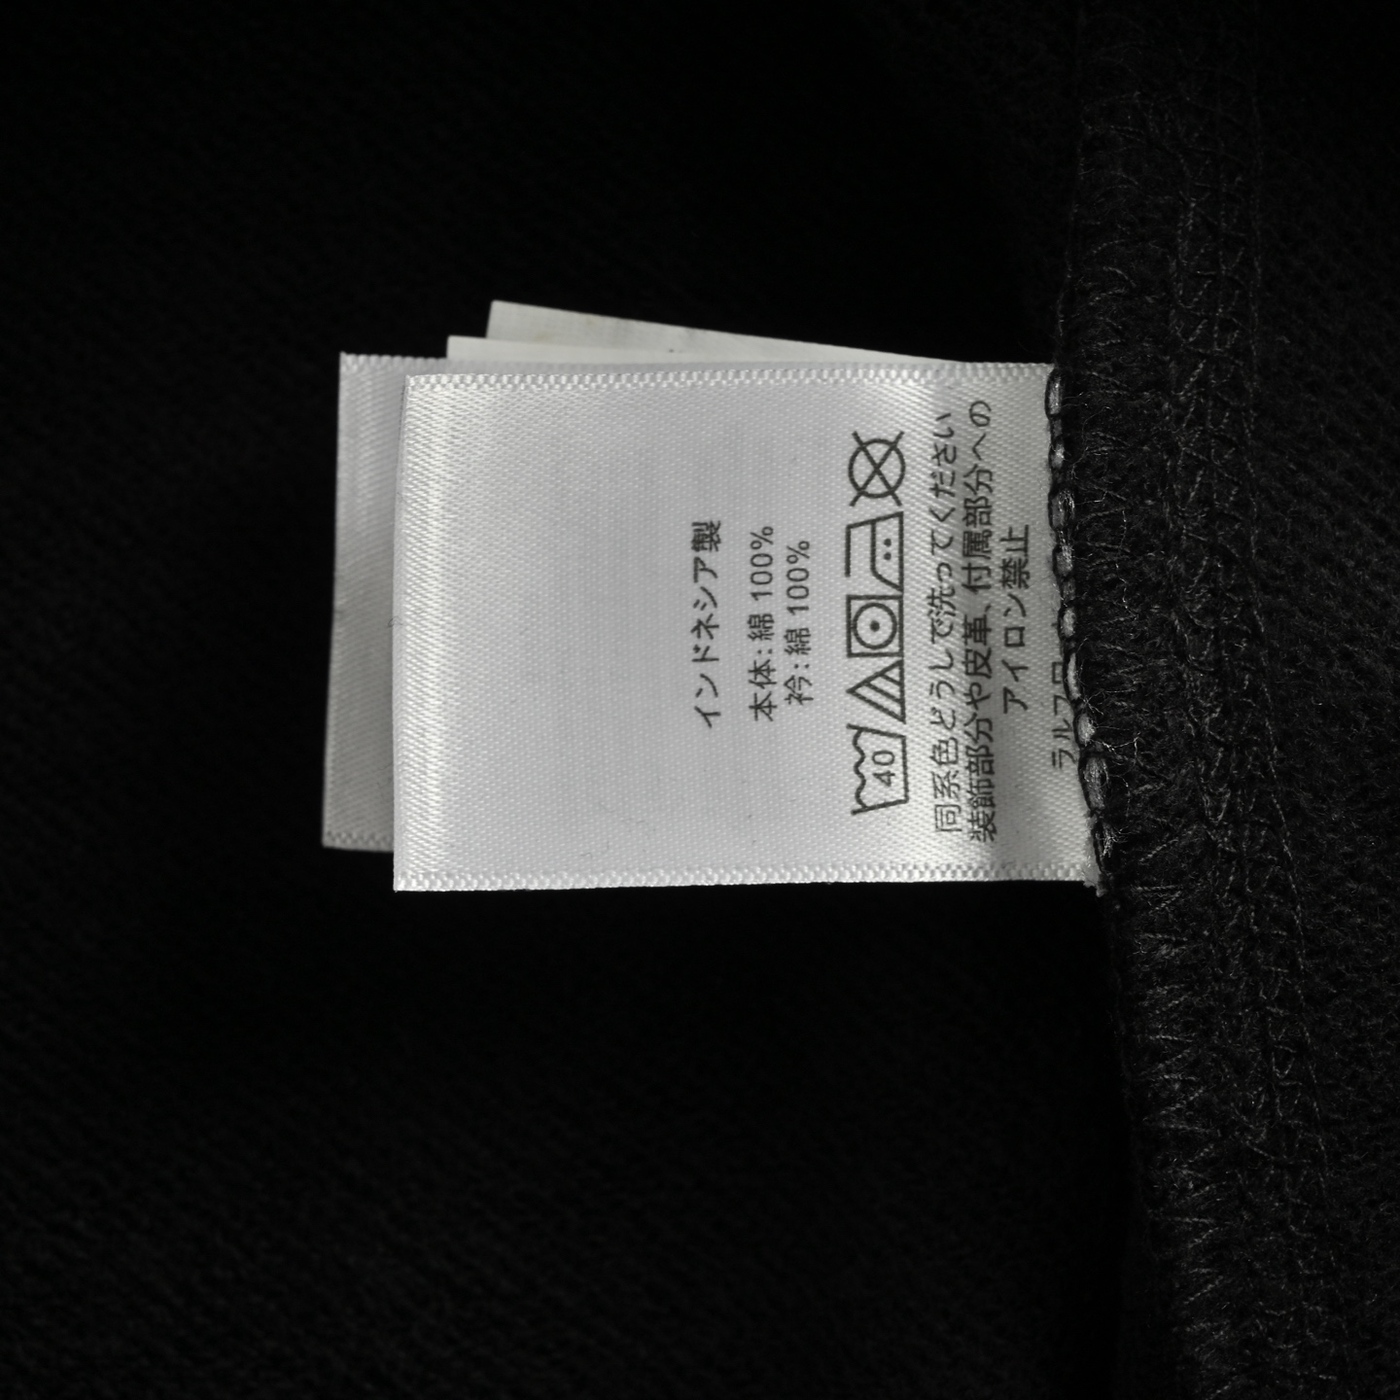 インドネシア製
本体: 綿 100%
衿: 綿 100%
40
同系色どうしで洗ってください
装飾部分や皮革、付属部分への
アイロン禁止